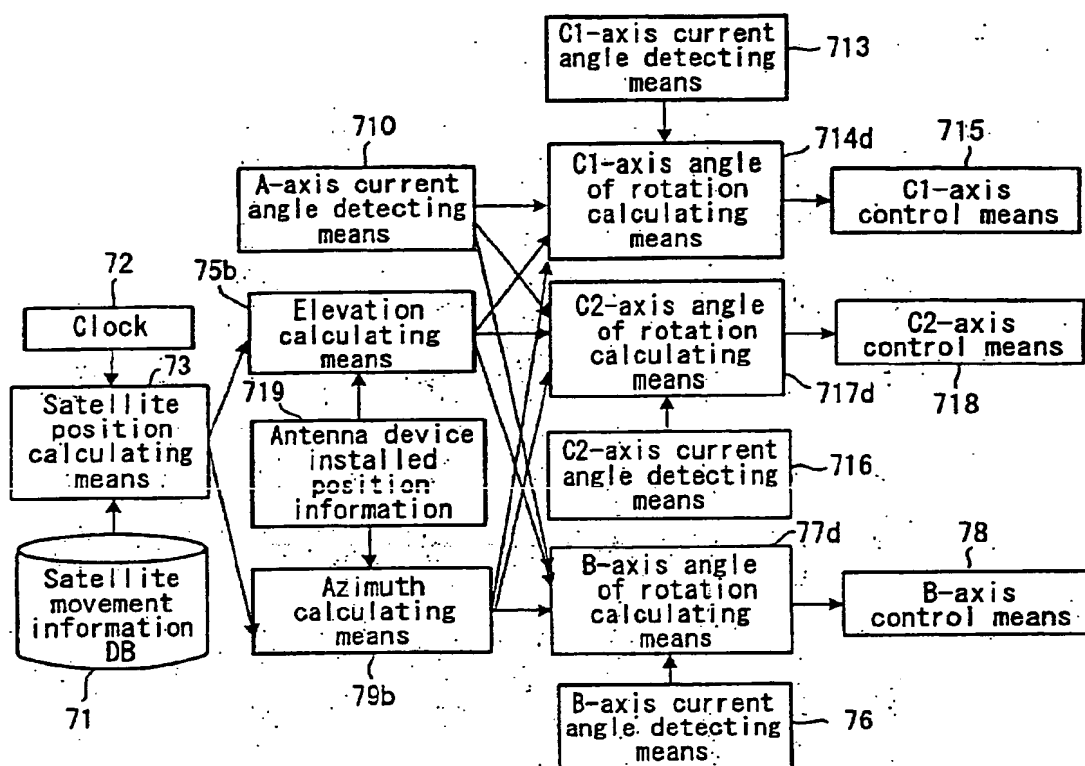 C1-axis current
angle detecting
means
713
710
A-axis current
angle detecting
means
C1-axis angle
of rotation
calculating
means
714d
715
C1-axis
control means
72
Clock
75b
Elevation
calculating
means
C2-axis angle
of rotation
calculating
means
717d
C2-axis
control means
718
73
Satellite
position
calculating
means
719
Antenna device
installed
position
information
C2-axis current
angle detecting
means
716
Satellite
movement
information
DB
71
Azimuth
calculating
means
79b
77d
B-axis angle
of rotation
calculating
means
78
B-axis
control means
B-axis current
angle detecting
means
76